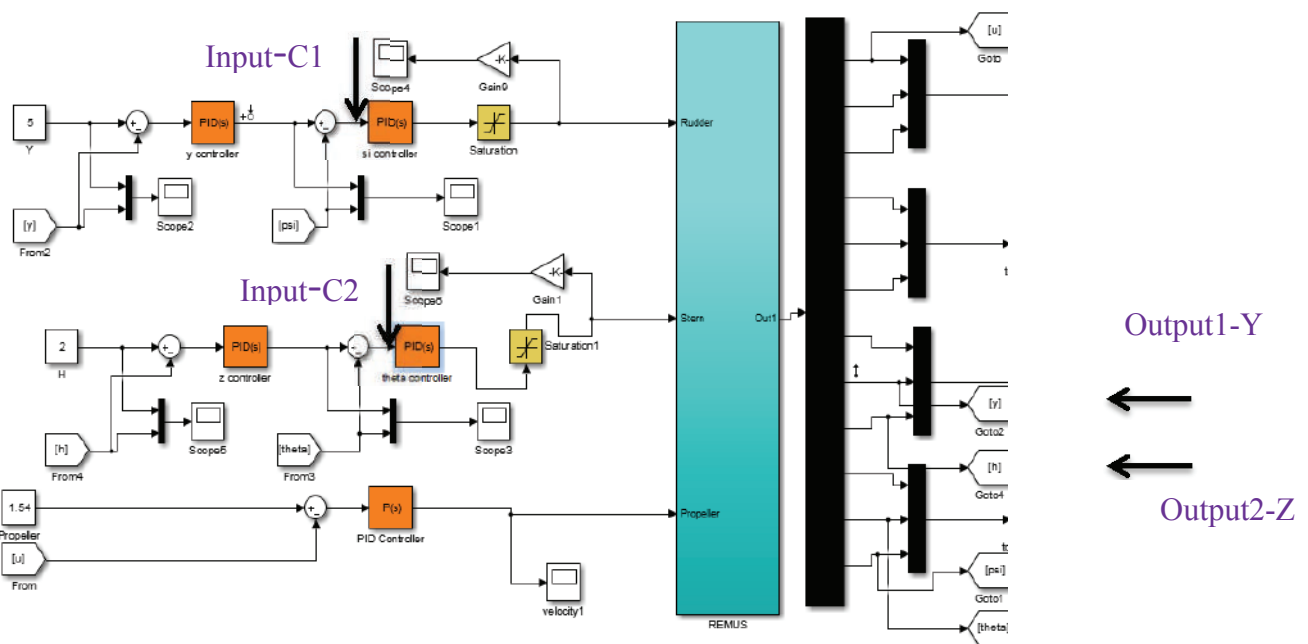 Input-C1
Scope4
-K-
Gain9
5
Y
PID(s)
y controller
PID(s)
si controller
Saturation
[y]
From2
Scope2
[psi]
Scope1
Input-C2
Scope6
-K-
Gain1
2
H
PID(s)
z controller
PID(s)
theta controller
Saturation1
[h]
From4
Scope5
[theta]
From3
Scope3
1.54
Propeller
[u]
From
P(s)
PID Controller
velocity1
Rudder
Stern
Out1
Propeller
REMUS
[u]
Goto
t
[y]
Goto2
[h]
Goto4
to
[psi]
Goto1
[theta]
Output1-Y
Output2-Z